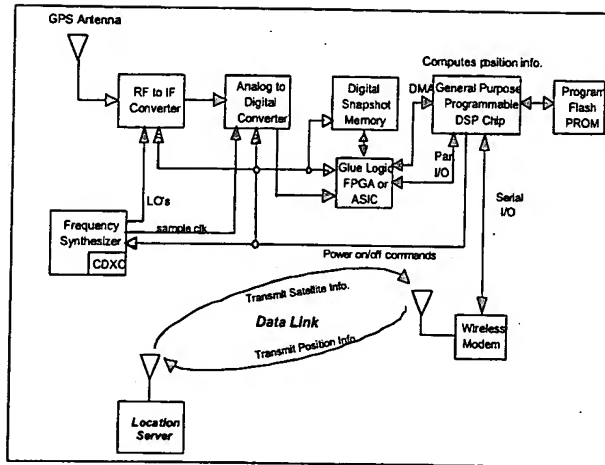 GPS Antenna
RF to IF
Converter
Analog to
Digital
Converter
Digital
Snapshot
Memory
Computes position info.
DMA
General Purpose
Programmable
DSP Chip
Program
Flash
PROM
Glue Logic
FPGA or
ASIC
Par
I/O
Serial
I/O
LO's
sample clk
Frequency
Synthesizer
CDXO
Power on/off commands
Transmit Satellite Info.
Data Link
Transmit Position Info
Wireless
Modem
Location
Server